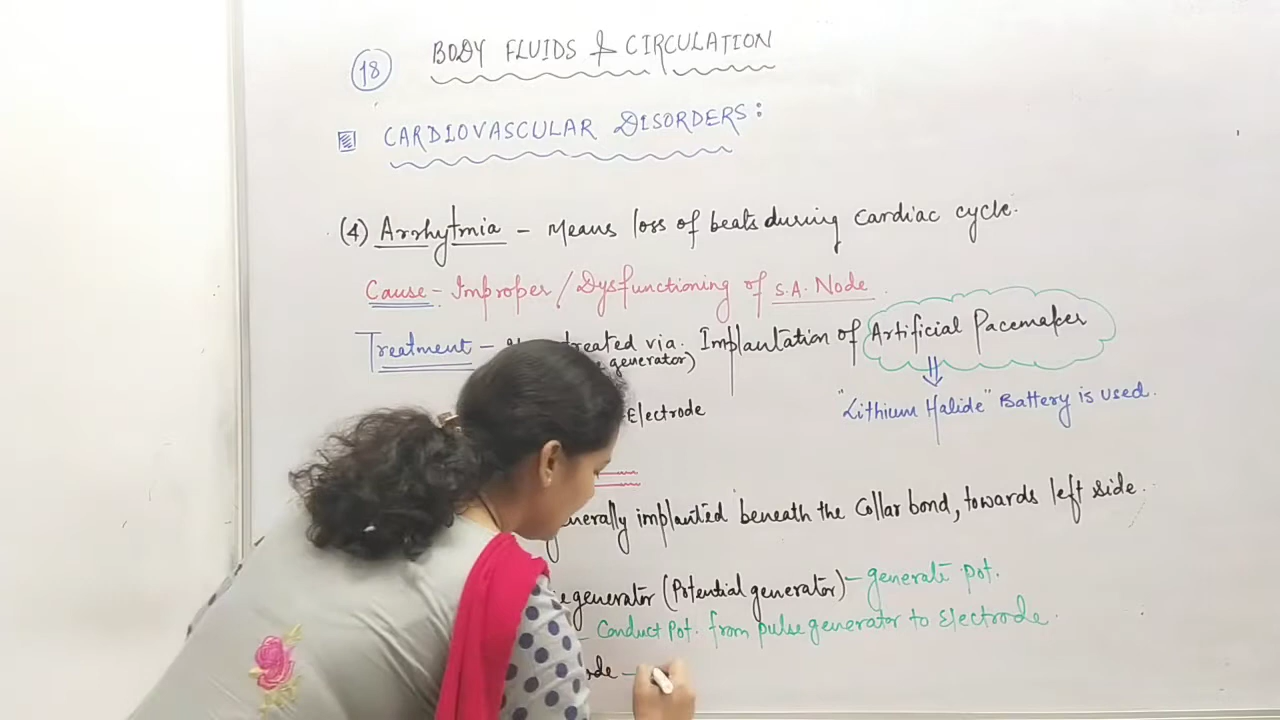 18 BODY FLUIDS & CIRCULATION
CARDIOVASCULAR DISORDERS:
(4) Arrhytmia - Means loss of beats during Cardiac cycle.
Cause - Improper / Dysfunctioning of S.A. Node
Treatment - treated via. Implantation of Artificial Pacemaker
generator)
Electrode
"Lithium Halide" Battery is used.
implanted beneath the Collar bond, towards left side.
generator (Potential generator) - generate pot.
- Conduct Pot. from pulse generator to Electrode.